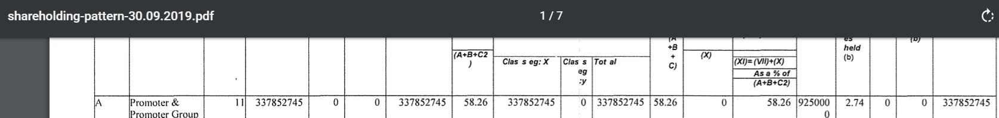 shareholding-pattern-30.09.2019.pdf 1 / 7
(A es (b)
+B held
(A+B+C2 + (X) (b)
) Clas s eg: X Clas s Tot al C) (XI)= (VII)+(X)
eg As a % of
:y (A+B+C2)
A Promoter & 11 337852745 0 0 337852745 58.26 337852745 0 337852745 58.26 0 58.26 925000 2.74 0 0 337852745
Promoter Group 0